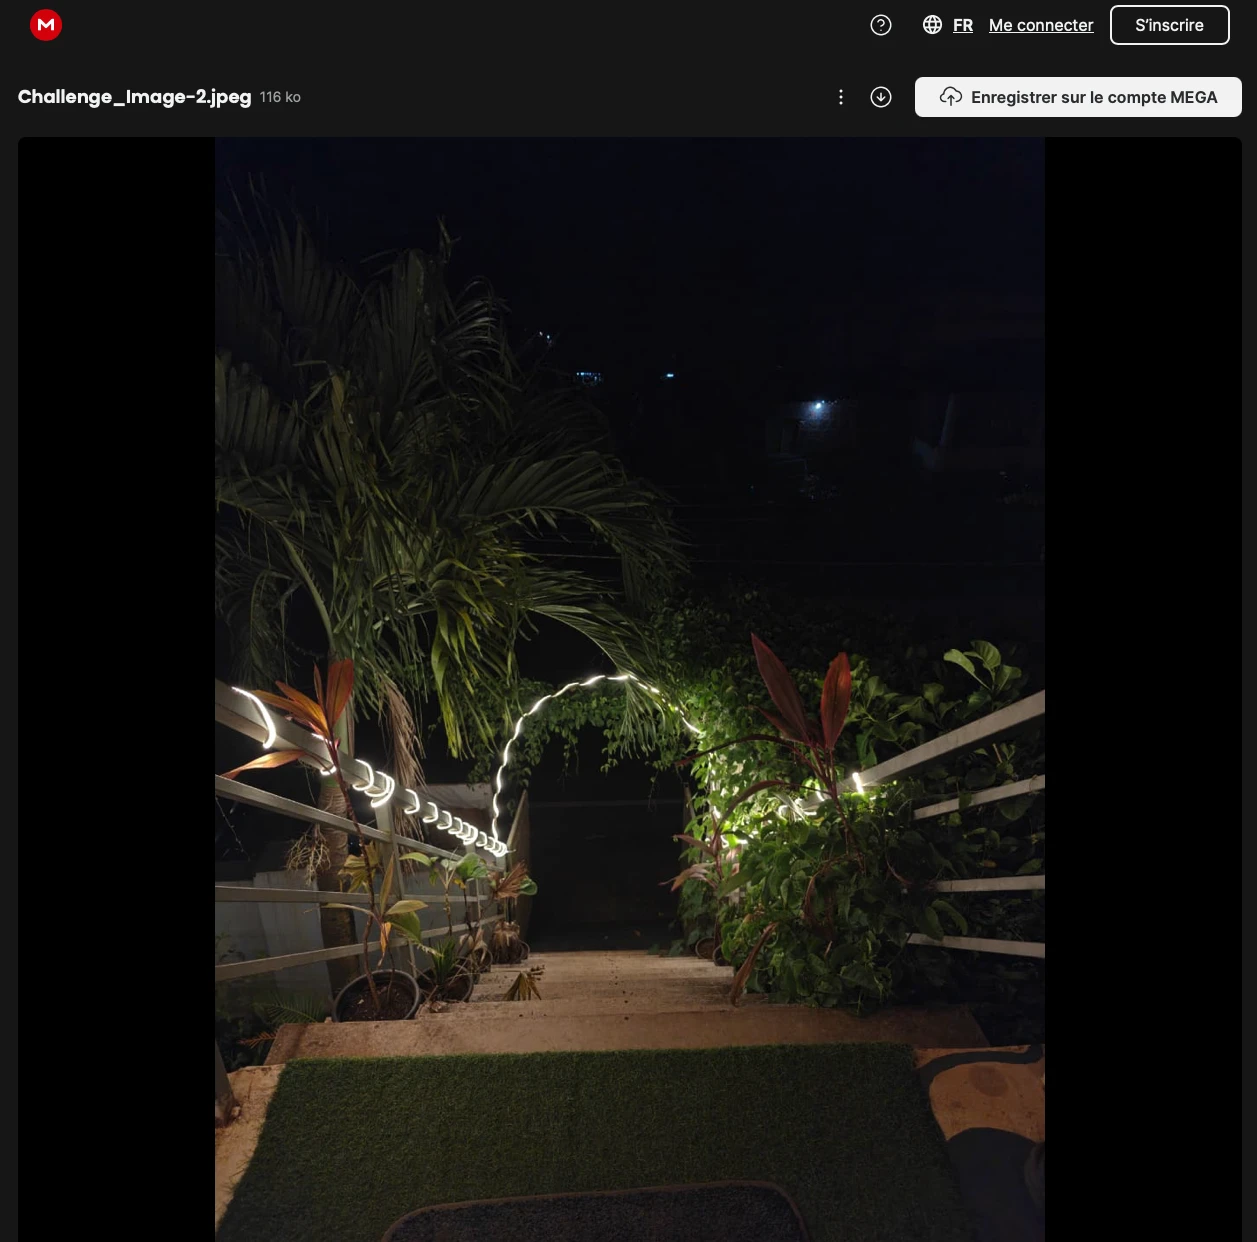 FR
Me connecter
S'inscrire
Challenge_Image-2.jpeg 116 ko
Enregistrer sur le compte MEGA